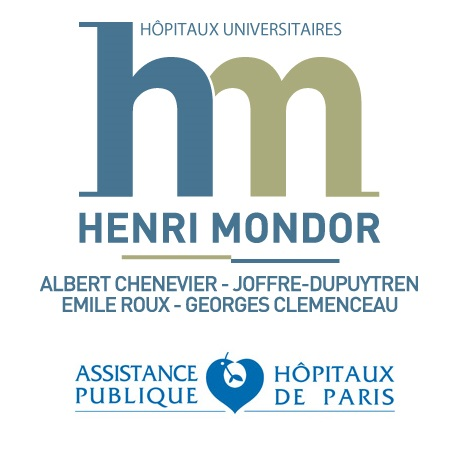 HÔPITAUX UNIVERSITAIRES
hm
HENRI MONDOR
ALBERT CHENEVIER - JOFFRE-DUPUYTREN
EMILE ROUX - GEORGES CLEMENCEAU
ASSISTANCE HÔPITAUX
PUBLIQUE DE PARIS